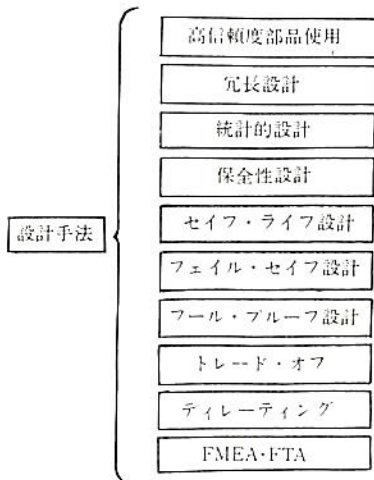 設計手法
高信頼度部品使用
冗長設計
統計的設計
保全性設計
セイフ・ライフ設計
フェイル・セイフ設計
フール・プルーフ設計
トレード・オフ
ディレーティング
FMEA・FTA